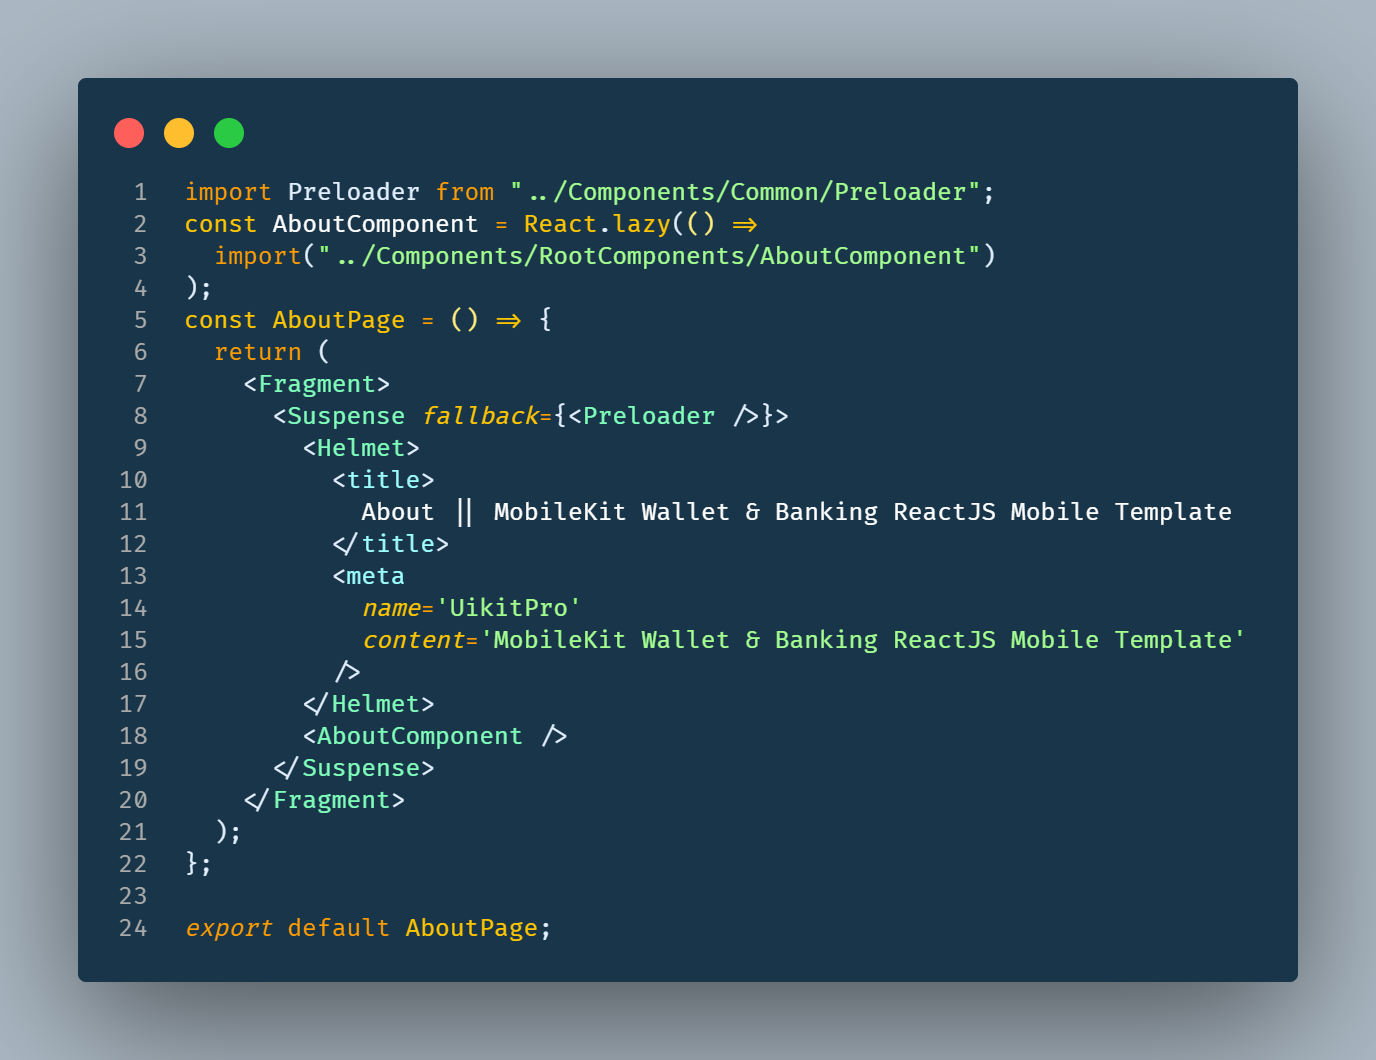 1 import Preloader from "../Components/Common/Preloader";
2 const AboutComponent = React.lazy(() =>
3   import("../Components/RootComponents/AboutComponent")
4 );
5 const AboutPage = () => {
6   return (
7     <Fragment>
8       <Suspense fallback={<Preloader />}>
9         <Helmet>
10           <title>
11             About || MobileKit Wallet & Banking ReactJS Mobile Template
12           </title>
13           <meta
14             name='UikitPro'
15             content='MobileKit Wallet & Banking ReactJS Mobile Template'
16           />
17         </Helmet>
18         <AboutComponent />
19       </Suspense>
20     </Fragment>
21   );
22 };
23
24 export default AboutPage;